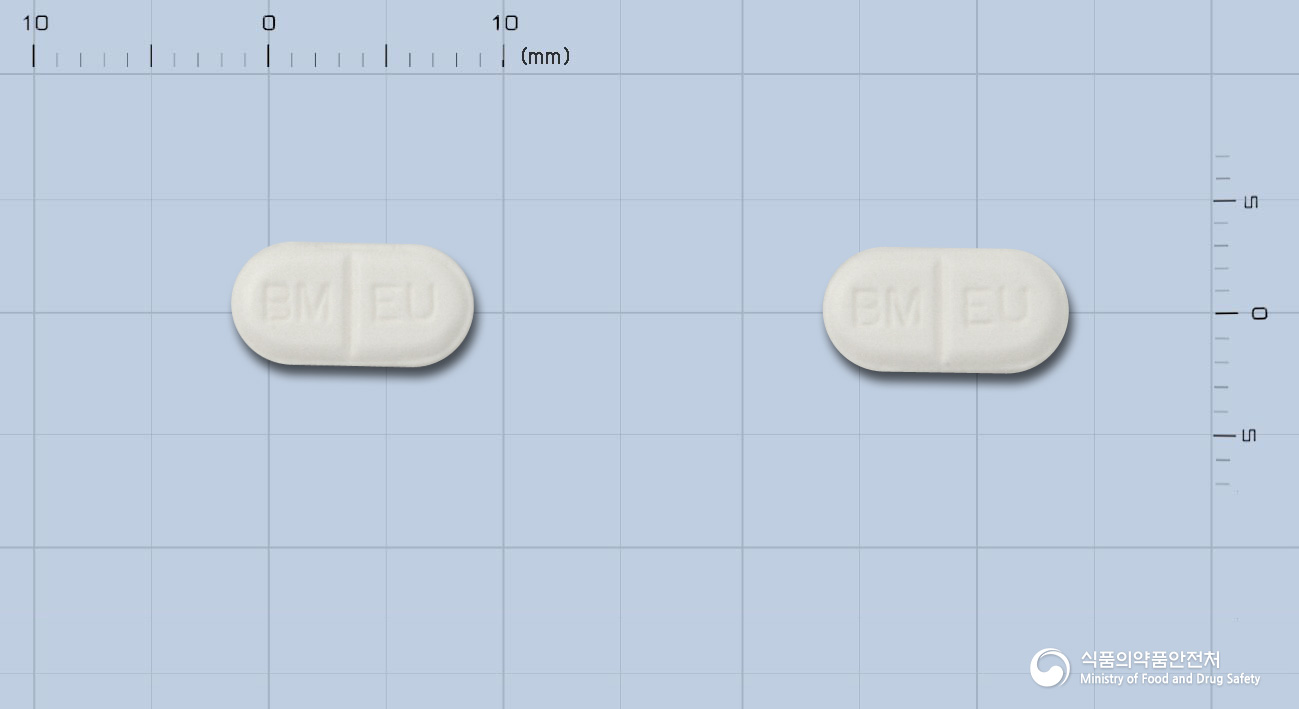 10 0 10 (mm)
5
BM EU
BM EU
0
5
식품의약품안전처
Ministry of Food and Drug Safety